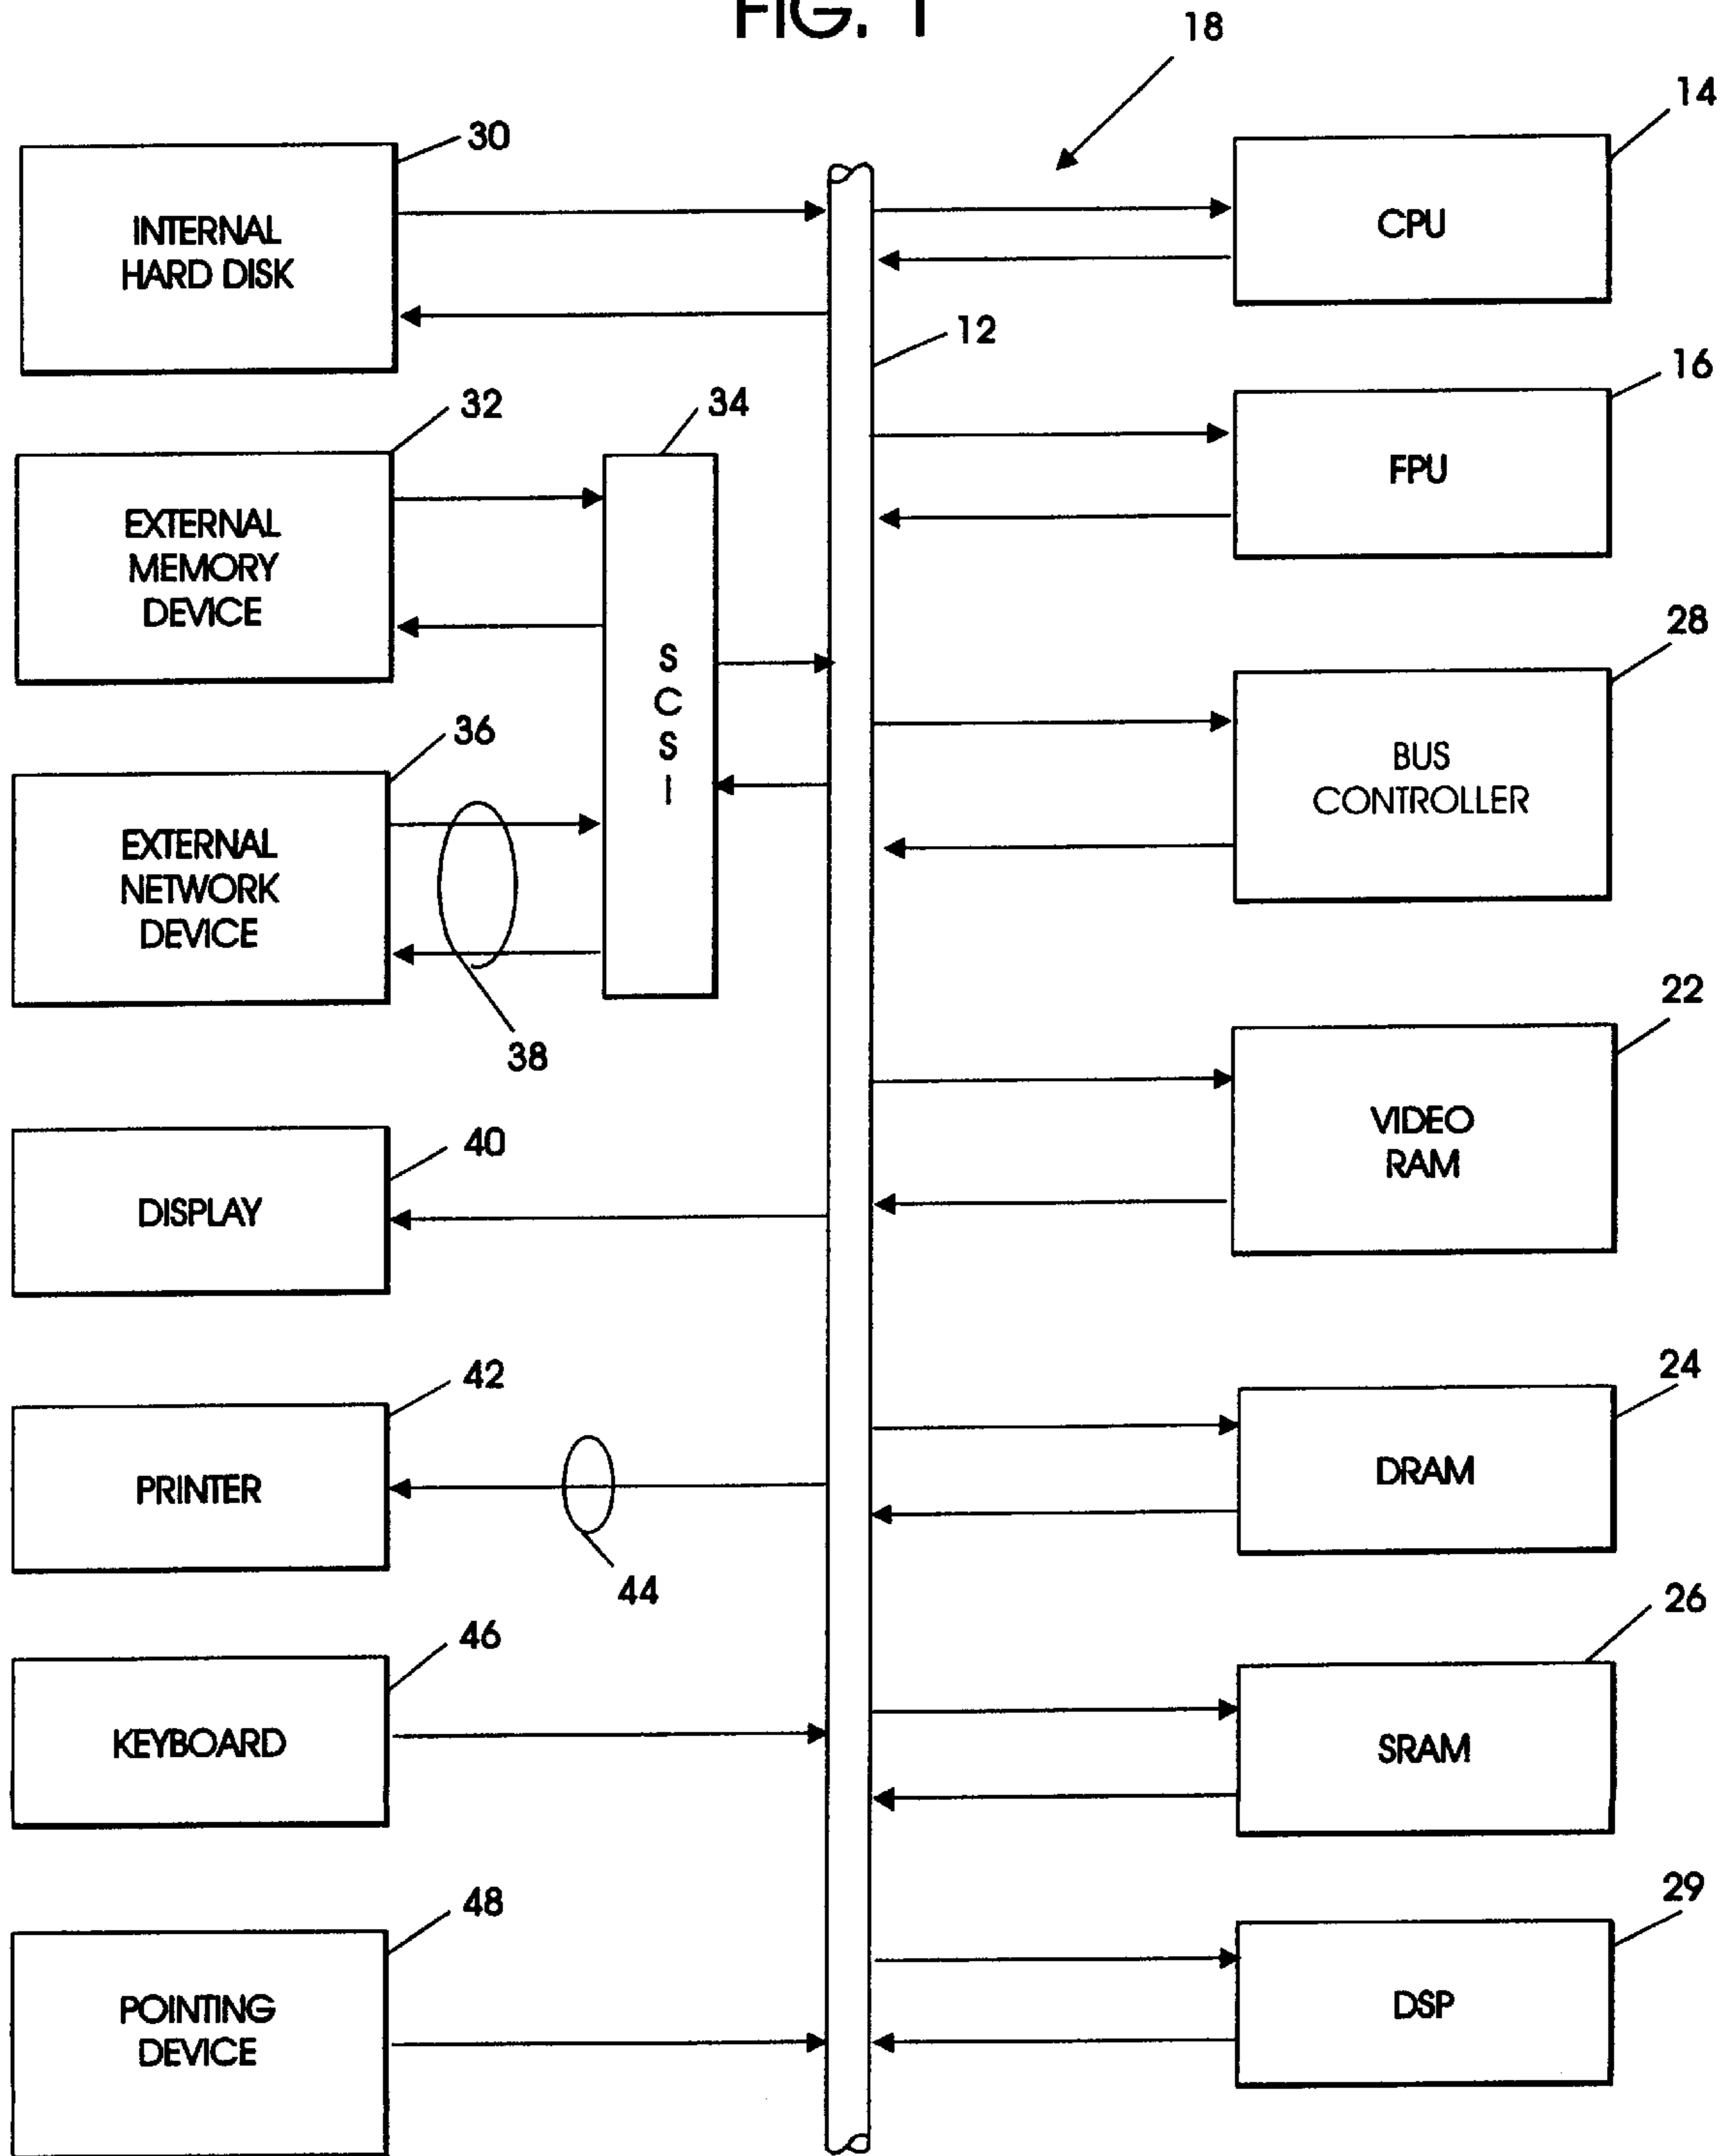 FIG. 1
18
14
30
INTERNAL
HARD DISK
CPU
12
16
32
34
FPU
EXTERNAL
MEMORY
DEVICE
28
S
C
S
I
36
BUS
CONTROLLER
EXTERNAL
NETWORK
DEVICE
22
38
VIDEO
RAM
40
DISPLAY
24
42
DRAM
PRINTER
44
26
46
KEYBOARD
SRAM
29
48
DSP
POINTING
DEVICE